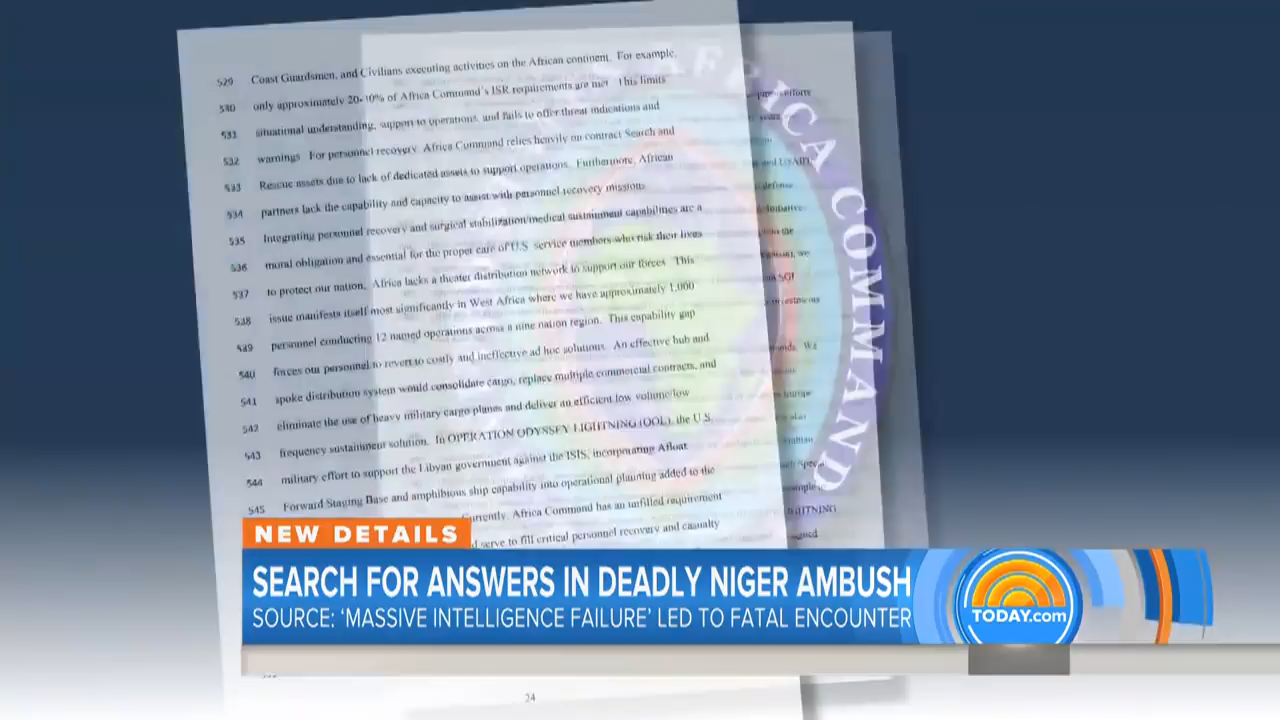 529 Coast Guardsmen, and Civilians executing activities on the African continent. For example,
530 only approximately 20-30% of Africa Command's ISR requirements are met. This limits
531 situational understanding, support to operations, and fails to offer threat indications and
532 warnings. For personnel recovery, Africa Command relies heavily on contract Search and
533 Rescue assets due to lack of dedicated assets to support operations. Furthermore, African
534 partners lack the capability and capacity to assist with personnel recovery missions.
535 Integrating personnel recovery and surgical stabilization/medical sustainment capabilities are a
536 moral obligation and essential for the proper care of U.S. service members who risk their lives
537 to protect our nation. Africa lacks a theater distribution network to support our forces. This
538 issue manifests itself most significantly in West Africa where we have approximately 1,000
539 personnel conducting 12 named operations across a nine nation region. This capability gap
540 forces our personnel to revert to costly and ineffective ad hoc solutions. An effective hub and
541 spoke distribution system would consolidate cargo, replace multiple commercial contracts, and
542 eliminate the use of heavy military cargo planes and deliver an efficient low volume/low
543 frequency sustainment solution. In OPERATION ODYSSEY LIGHTNING (OOL), the U.S.
544 military effort to support the Libyan government against the ISIS, incorporating Afloat
545 Forward Staging Base and amphibious ship capability into operational planning added to the
Currently, Africa Command has an unfilled requirement
serve to fill critical personnel recovery and casualty
24
AFRICA COMMAND
NEW DETAILS
SEARCH FOR ANSWERS IN DEADLY NIGER AMBUSH
SOURCE: 'MASSIVE INTELLIGENCE FAILURE' LED TO FATAL ENCOUNTER
TODAY.com